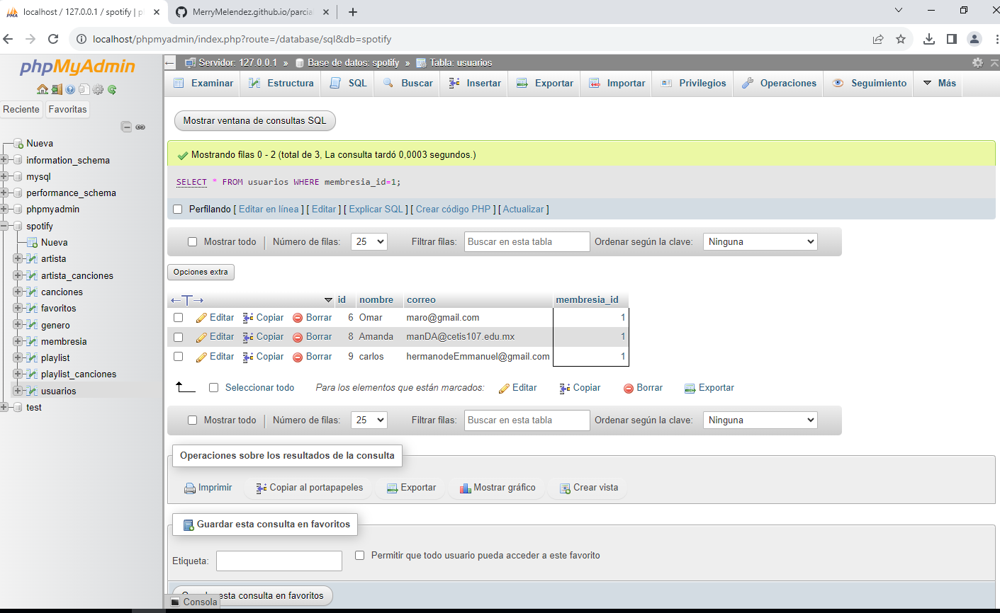 localhost / 127.0.0.1 / spotify | p
MerryMelendez.github.io/parcia
localhost/phpmyadmin/index.php?route=/database/sql&db=spotify
phpMyAdmin
Reciente Favoritas
Nueva
information_schema
mysql
performance_schema
phpmyadmin
spotify
Nueva
artista
artista_canciones
canciones
favoritos
genero
membresia
playlist
playlist_canciones
usuarios
test
Servidor: 127.0.0.1 » Base de datos: spotify » Tabla: usuarios
Examinar Estructura SQL Buscar Insertar Exportar Importar Privilegios Operaciones Seguimiento Más
Mostrar ventana de consultas SQL
Mostrando filas 0 - 2 (total de 3, La consulta tardó 0,0003 segundos.)
SELECT * FROM usuarios WHERE membresia_id=1;
Perfilando [ Editar en línea ] [ Editar ] [ Explicar SQL ] [ Crear código PHP ] [ Actualizar ]
Mostrar todo | Número de filas: 25 Filtrar filas: Buscar en esta tabla Ordenar según la clave: Ninguna
Opciones extra
id nombre correo membresia_id
Editar Copiar Borrar 6 Omar maro@gmail.com 1
Editar Copiar Borrar 8 Amanda manDA@cetis107.edu.mx 1
Editar Copiar Borrar 9 carlos hermanodeEmmanuel@gmail.com 1
Seleccionar todo Para los elementos que están marcados: Editar Copiar Borrar Exportar
Mostrar todo | Número de filas: 25 Filtrar filas: Buscar en esta tabla Ordenar según la clave: Ninguna
Operaciones sobre los resultados de la consulta
Imprimir Copiar al portapapeles Exportar Mostrar gráfico Crear vista
Guardar esta consulta en favoritos
Etiqueta: Permitir que todo usuario pueda acceder a este favorito
esta consulta en favoritos
Consola